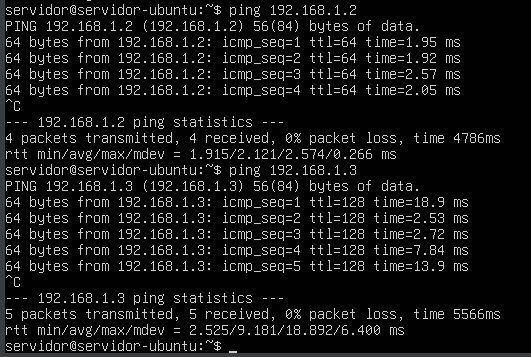 servidor@servidor-ubuntu:~$ ping 192.168.1.2
PING 192.168.1.2 (192.168.1.2) 56(84) bytes of data.
64 bytes from 192.168.1.2: icmp_seq=1 ttl=64 time=1.95 ms
64 bytes from 192.168.1.2: icmp_seq=2 ttl=64 time=1.92 ms
64 bytes from 192.168.1.2: icmp_seq=3 ttl=64 time=2.57 ms
64 bytes from 192.168.1.2: icmp_seq=4 ttl=64 time=2.05 ms
^C
--- 192.168.1.2 ping statistics ---
4 packets transmitted, 4 received, 0% packet loss, time 4786ms
rtt min/avg/max/mdev = 1.915/2.121/2.574/0.266 ms
servidor@servidor-ubuntu:~$ ping 192.168.1.3
PING 192.168.1.3 (192.168.1.3) 56(84) bytes of data.
64 bytes from 192.168.1.3: icmp_seq=1 ttl=128 time=18.9 ms
64 bytes from 192.168.1.3: icmp_seq=2 ttl=128 time=2.53 ms
64 bytes from 192.168.1.3: icmp_seq=3 ttl=128 time=2.72 ms
64 bytes from 192.168.1.3: icmp_seq=4 ttl=128 time=7.84 ms
64 bytes from 192.168.1.3: icmp_seq=5 ttl=128 time=13.9 ms
^C
--- 192.168.1.3 ping statistics ---
5 packets transmitted, 5 received, 0% packet loss, time 5566ms
rtt min/avg/max/mdev = 2.525/9.181/18.892/6.400 ms
servidor@servidor-ubuntu:~$ _